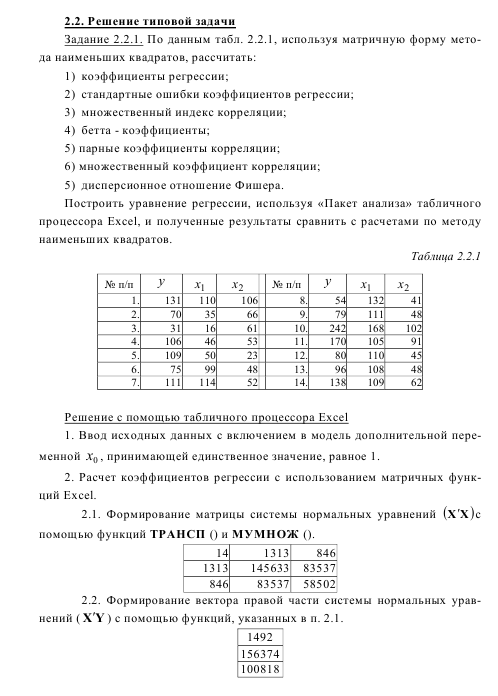 2.2. Решение типовой задачи
Задание 2.2.1. По данным табл. 2.2.1, используя матричную форму мето-
да наименьших квадратов, рассчитать:
1) коэффициенты регрессии;
2) стандартные ошибки коэффициентов регрессии;
3) множественный индекс корреляции;
4) бетта - коэффициенты;
5) парные коэффициенты корреляции;
6) множественный коэффициент корреляции;
5) дисперсионное отношение Фишера.
Построить уравнение регрессии, используя «Пакет анализа» табличного
процессора Excel, и полученные результаты сравнить с расчетами по методу
наименьших квадратов.
Таблица 2.2.1
№ п/п y x1 x2 № п/п y x1 x2
1. 131 110 106 8. 54 132 41
2. 70 35 66 9. 79 111 48
3. 31 16 61 10. 242 168 102
4. 106 46 53 11. 170 105 91
5. 109 50 23 12. 80 110 45
6. 75 99 48 13. 96 108 48
7. 111 114 52 14. 138 109 62
Решение с помощью табличного процессора Excel
1. Ввод исходных данных с включением в модель дополнительной пере-
менной x0 , принимающей единственное значение, равное 1.
2. Расчет коэффициентов регрессии с использованием матричных функ-
ций Excel.
2.1. Формирование матрицы системы нормальных уравнений (X'X)с
помощью функций ТРАНСП () и МУМНОЖ ().
14 1313 846
1313 145633 83537
846 83537 58502
2.2. Формирование вектора правой части системы нормальных урав-
нений ( X'Y ) с помощью функций, указанных в п. 2.1.
1492
156374
100818